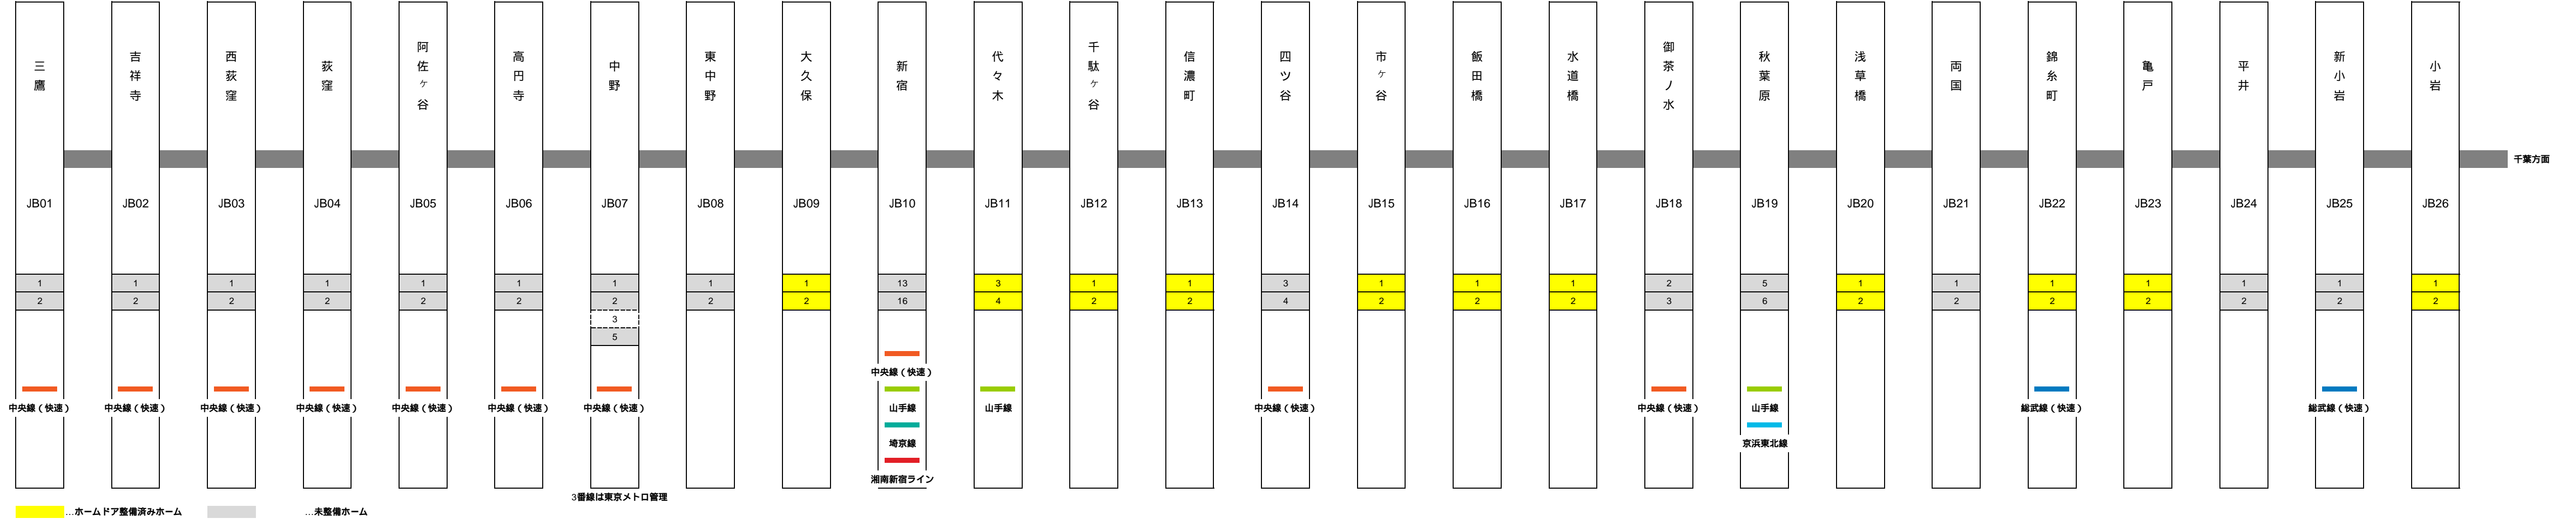 三鷹
吉祥寺
西荻窪
荻窪
阿佐ヶ谷
高円寺
中野
東中野
大久保
新宿
代々木
千駄ヶ谷
信濃町
四ツ谷
市ヶ谷
飯田橋
水道橋
御茶ノ水
秋葉原
浅草橋
両国
錦糸町
亀戸
平井
新小岩
小岩
千葉方面
JB01 JB02 JB03 JB04 JB05 JB06 JB07 JB08 JB09 JB10 JB11 JB12 JB13 JB14 JB15 JB16 JB17 JB18 JB19 JB20 JB21 JB22 JB23 JB24 JB25 JB26
1 1 1 1 1 1 1 1 1 13 3 1 1 3 1 1 1 2 5 1 1 1 1 1 1 1
2 2 2 2 2 2 2 2 2 16 4 2 2 4 2 2 2 3 6 2 2 2 2 2 2 2
3
5
中央線（快速）
中央線（快速） 中央線（快速） 中央線（快速） 中央線（快速） 中央線（快速） 中央線（快速） 中央線（快速） 山手線 山手線 中央線（快速） 中央線（快速） 山手線 総武線（快速） 総武線（快速）
埼京線 京浜東北線
湘南新宿ライン
3番線は東京メトロ管理
…ホームドア整備済みホーム …未整備ホーム